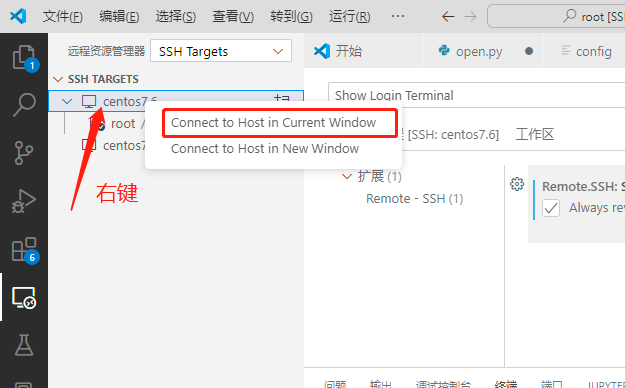 文件(F) 编辑(E) 选择(S) 查看(V) 转到(G) 运行(R) root [SSH
远程资源管理器 SSH Targets
开始 open.py config
1
SSH TARGETS
Show Login Terminal
centos7.6
Connect to Host in Current Window
root /
[SSH: centos7.6] 工作区
centos7
Connect to Host in New Window
扩展 (1)
Remote - SSH (1)
Remote.SSH: S
Always rev
右键
6
问题 输出 调试控制台 终端 端口 JUPYTER